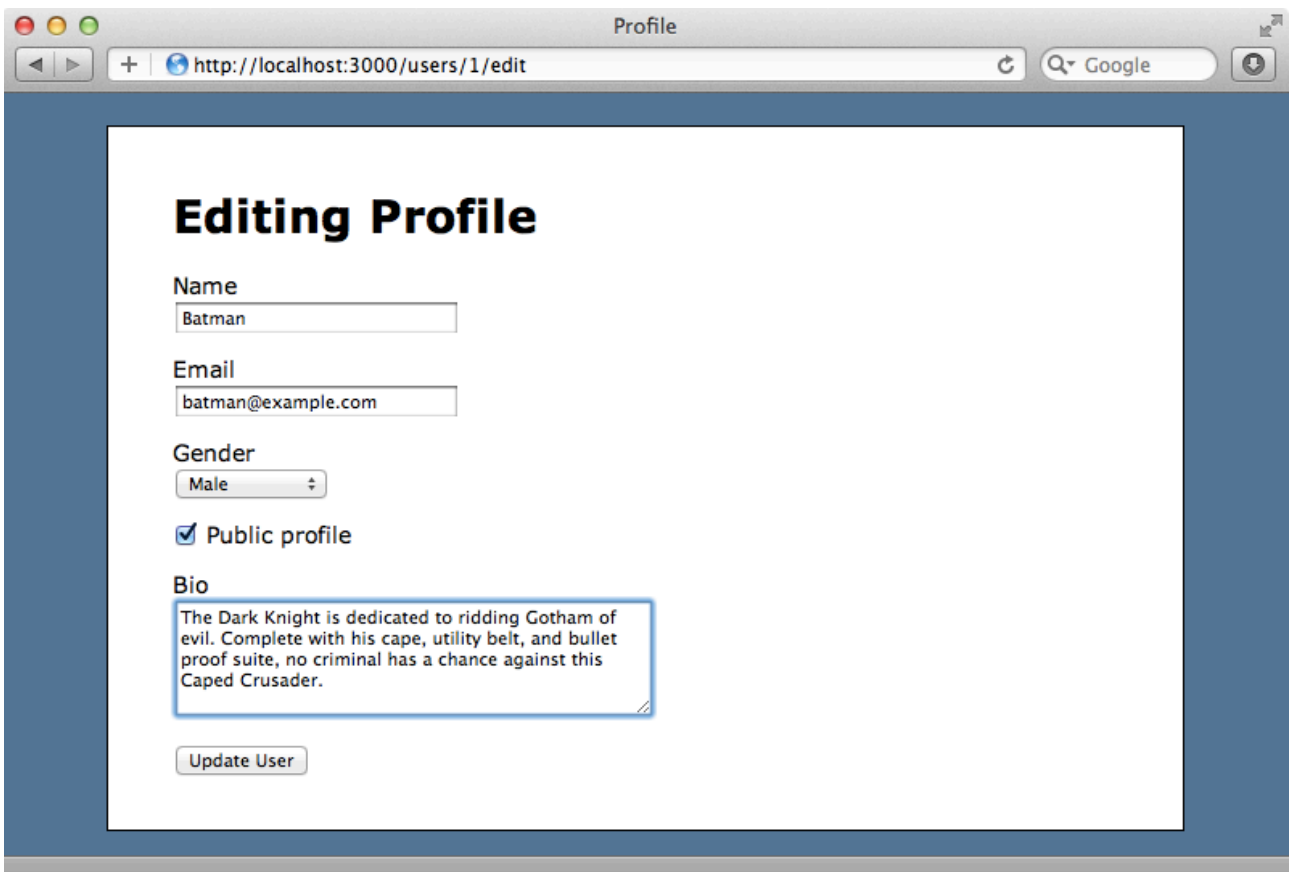 Profile
http://localhost:3000/users/1/edit
Google
Editing Profile
Name
Batman
Email
batman@example.com
Gender
Male
Public profile
Bio
The Dark Knight is dedicated to ridding Gotham of
evil. Complete with his cape, utility belt, and bullet
proof suite, no criminal has a chance against this
Caped Crusader.
Update User